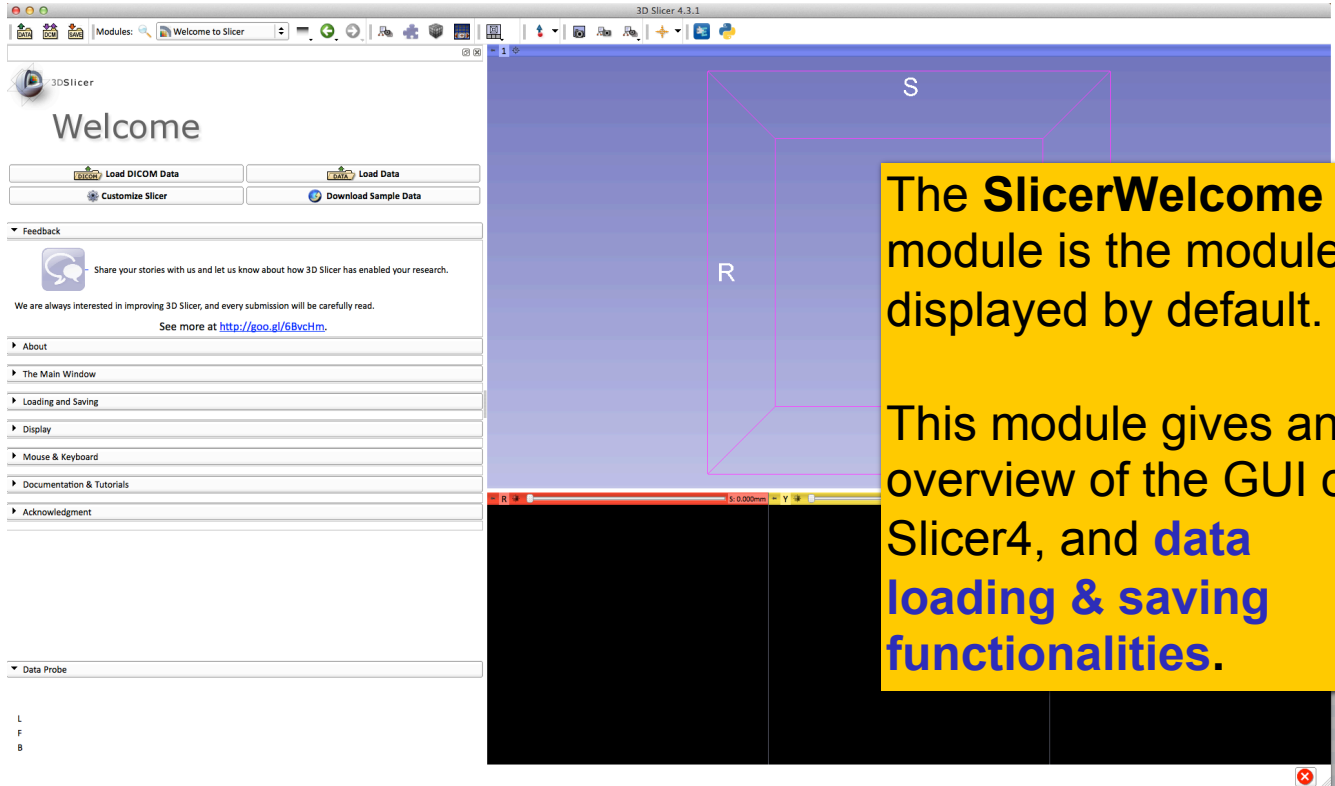 3D Slicer 4.3.1
DATA DCM SAVE Modules: Welcome to Slicer
1
3DSlicer
Welcome
DICOM Load DICOM Data DATA Load Data
Customize Slicer Download Sample Data
Feedback
Share your stories with us and let us know about how 3D Slicer has enabled your research.
We are always interested in improving 3D Slicer, and every submission will be carefully read.
See more at http://goo.gl/6BvcHm.
About
The Main Window
Loading and Saving
Display
Mouse & Keyboard
Documentation & Tutorials
Acknowledgment
Data Probe
L
F
B
S
R
R S: 0.000mm Y
The SlicerWelcome
module is the module
displayed by default.
This module gives an
overview of the GUI o
Slicer4, and data
loading & saving
functionalities.